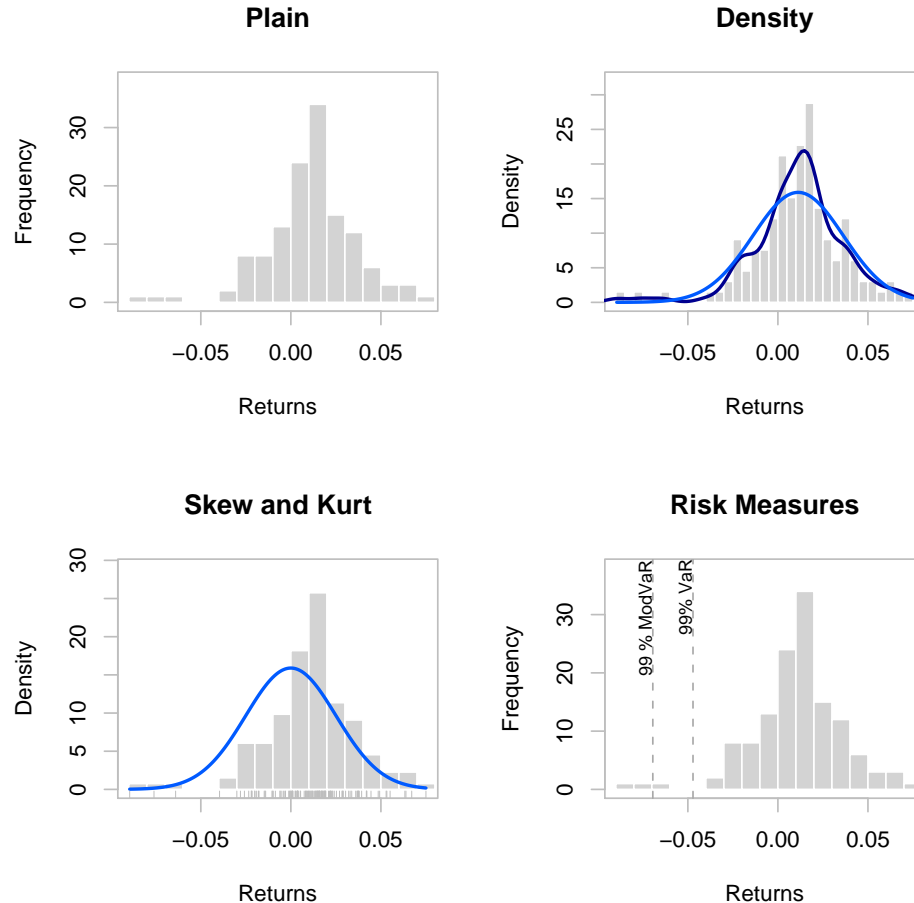 Plain
Frequency
0 10 20 30
−0.05 0.00 0.05
Returns
Density
Density
0 5 15 25
−0.05 0.00 0.05
Returns
Skew and Kurt
Density
0 5 10 20 30
−0.05 0.00 0.05
Returns
Risk Measures
Frequency
0 10 20 30
99 % ModVaR
99% VaR
−0.05 0.00 0.05
Returns